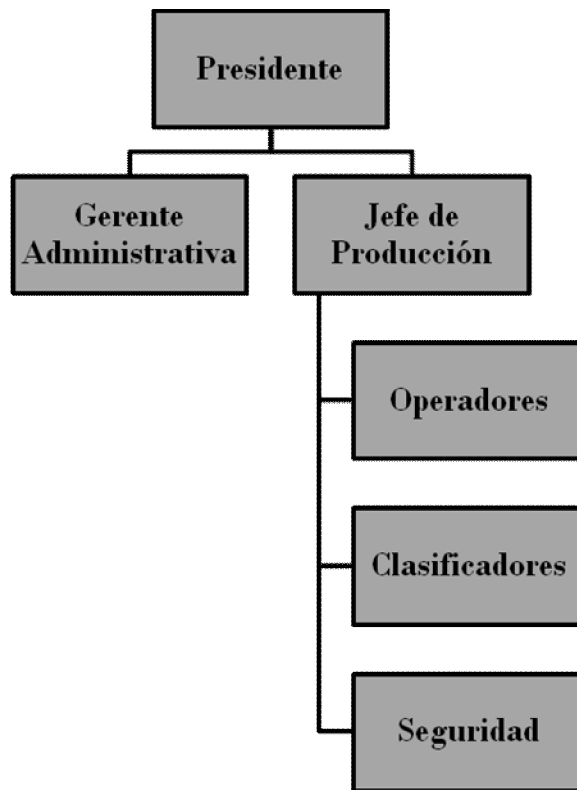 Presidente
Gerente
Administrativa
Jefe de
Producción
Operadores
Clasificadores
Seguridad